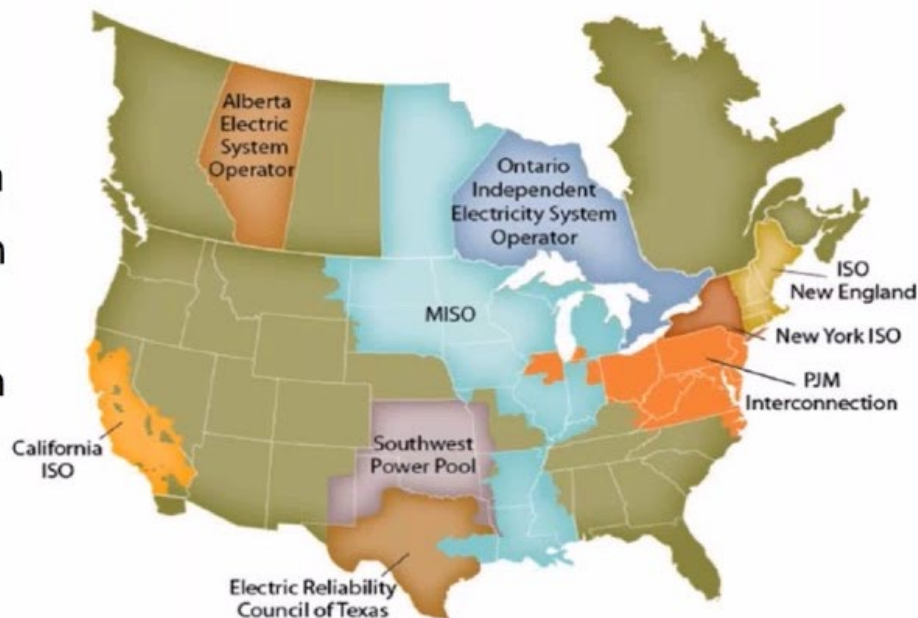 Alberta
Electric
System
Operator
Ontario
Independent
Electricity System
Operator
ISO
New England
MISO
New York ISO
PJM
Interconnection
California
ISO
Southwest
Power Pool
Electric Reliability
Council of Texas